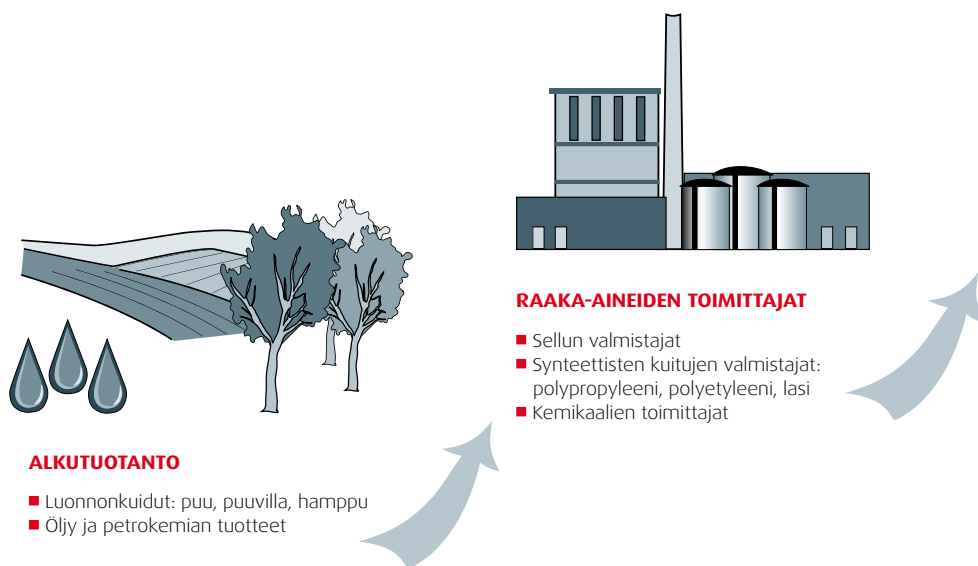 RAAKA-AINEIDEN TOIMITTAJAT
■ Sellun valmistajat
■ Synteettisten kuitujen valmistajat:
polypropyleeni, polyetyleeni, lasi
■ Kemikaalien toimittajat
ALKUTUOTANTO
■ Luonnonkuidut: puu, puuvilla, hamppu
■ Öljy ja petrokemian tuotteet